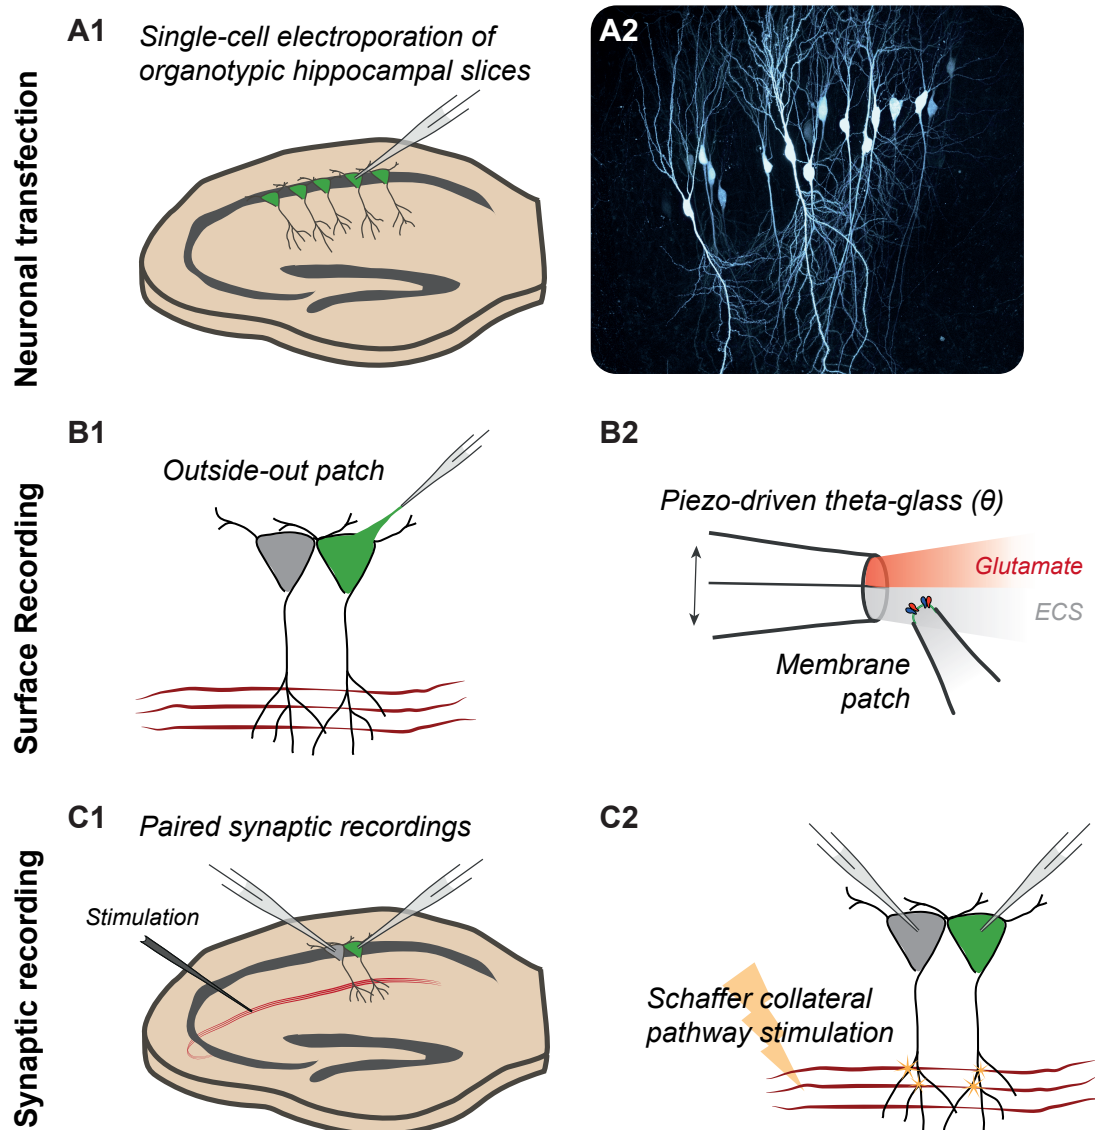 Neuronal transfection
A1
Single-cell electroporation of
organotypic hippocampal slices
A2
Surface Recording
B1
Outside-out patch
B2
Piezo-driven theta-glass (θ)
Glutamate
ECS
Membrane
patch
Synaptic recording
C1
Paired synaptic recordings
Stimulation
C2
Schaffer collateral
pathway stimulation